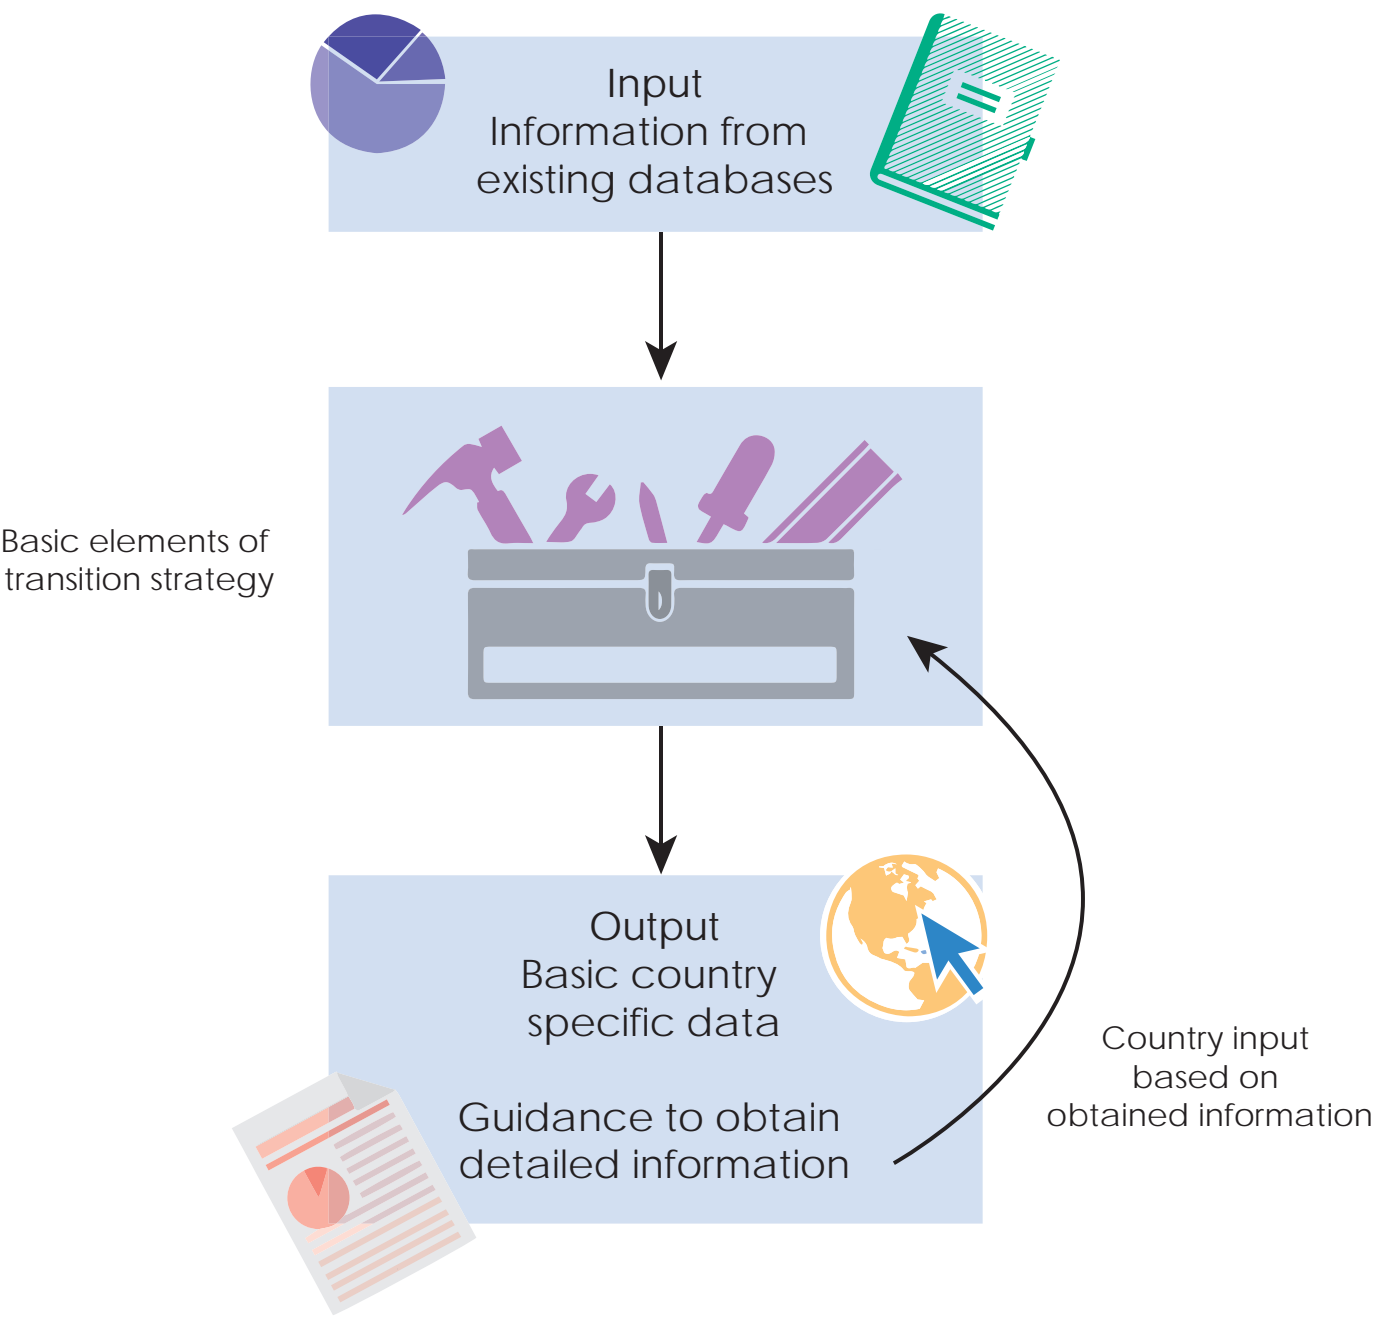 Input
Information from
existing databases
Basic elements of
transition strategy
Output
Basic country
specific data
Guidance to obtain
detailed information
Country input
based on
obtained information